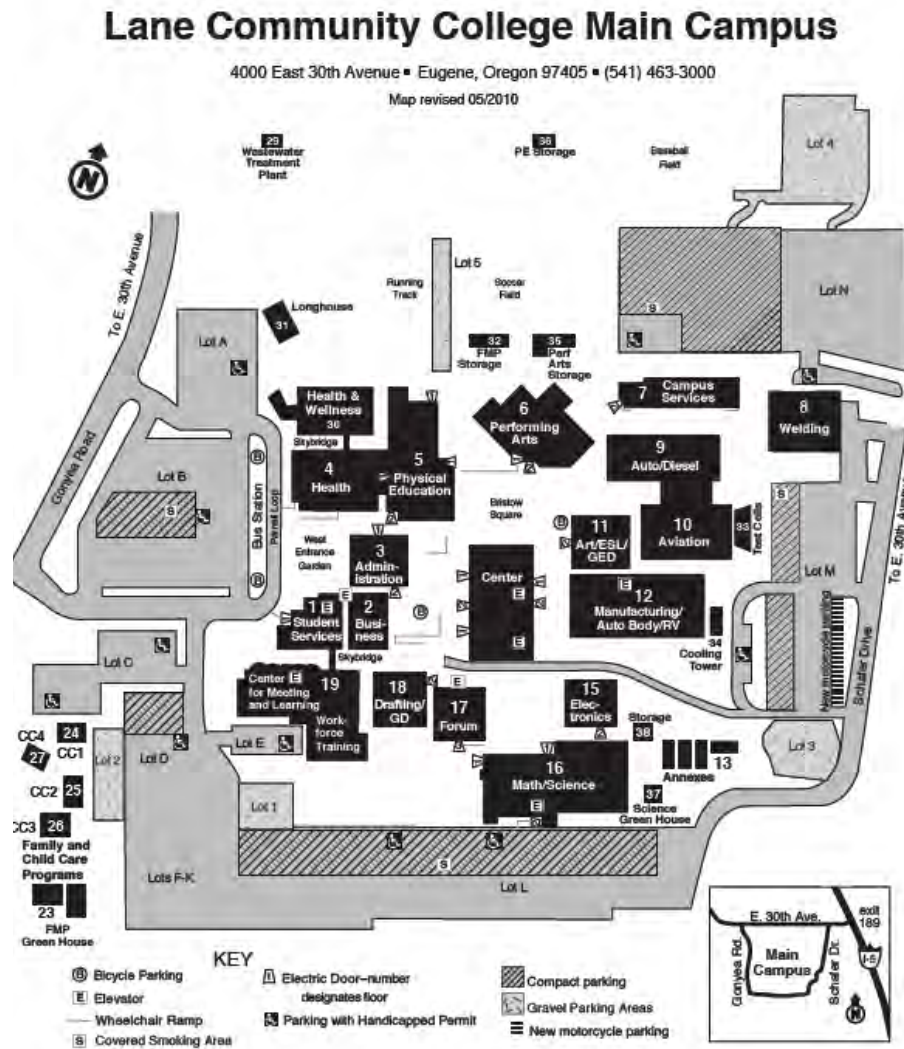 Lane Community College Main Campus
4000 East 30th Avenue ▪ Eugene, Oregon 97405 ▪ (541) 463-3000
Map revised 05/2010
N
29
Wastewater
Treatment
Plant
PE Storage
Baseball
Field
Lot 4
To E. 30th Avenue
Lot 5
Running
Track
Soccer
Field
Lot N
S
31
Longhouse
Lot A
32
FMP
Storage
35
Perf
Arts
Storage
Health &
Wellness
30
Skybridge
6
Performing
Arts
7
Campus
Services
8
Welding
Gonyea Road
Lot B
S
B
Bus Station
Parcel Loop
B
4
Health
5
Physical
Education
9
Auto/Diesel
Bristow
Square
West
Entrance
Garden
3
Admin-
istration
B
11
Art/ESL/
GED
10
Aviation
33
Test Cells
S
Lot M
To E. 30th Avenue
Center
E
E
E
12
Manufacturing/
Auto Body/RV
34
Cooling
Tower
New motorcycle parking
Schafer Drive
1
E
Student
Services
E
2
Busi-
ness
B
Skybridge
Lot C
Center
E
for Meeting
and Learning
19
Work-
force
Training
18
Drafting/
GD
E
17
Forum
15
Elec-
tronics
Storage
38
CC4
24
27
CC1
CC2
25
CC3
26
Family and
Child Care
Programs
23
FMP
Green House
Lot 2
Lot D
Lot E
Lot 1
16
Math/Science
E
Annexes
13
37
Science
Green House
Lot 3
S
Lots F-K
Lot L
E. 30th Ave.
exit
189
I-5
Gonyea Rd.
Main
Campus
Schafer Dr.
N
KEY
B Bicycle Parking
E Elevator
Wheelchair Ramp
S Covered Smoking Area
1 Electric Door-number
designates floor
Parking with Handicapped Permit
Compact parking
Gravel Parking Areas
New motorcycle parking